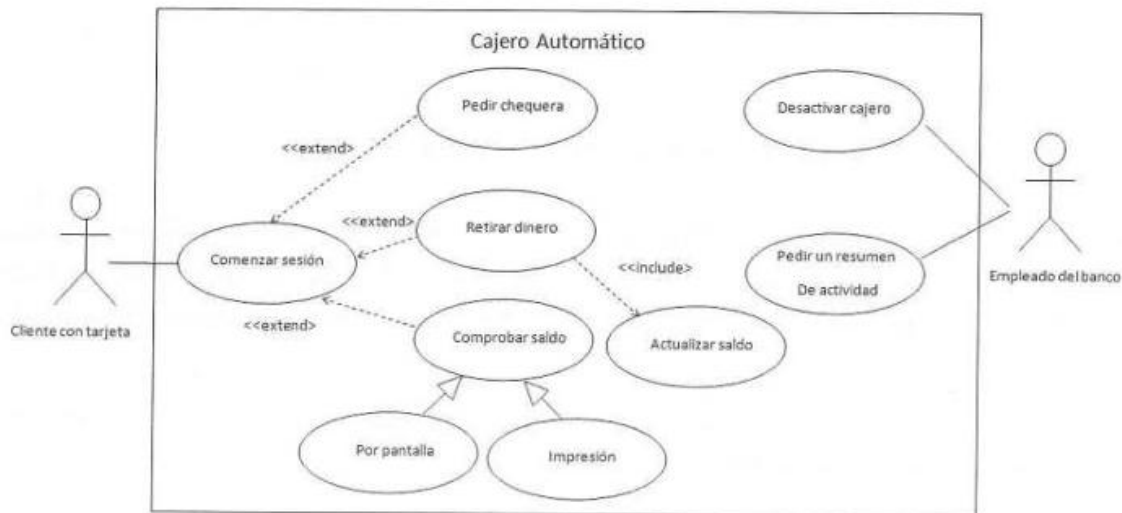 Cajero Automático
Pedir chequera
Desactivar cajero
<<extend>>
<<extend>>
Retirar dinero
Comenzar sesión
<<include>>
Pedir un resumen
De actividad
Empleado del banco
Cliente con tarjeta
<<extend>>
Comprobar saldo
Actualizar saldo
Por pantalla
Impresión